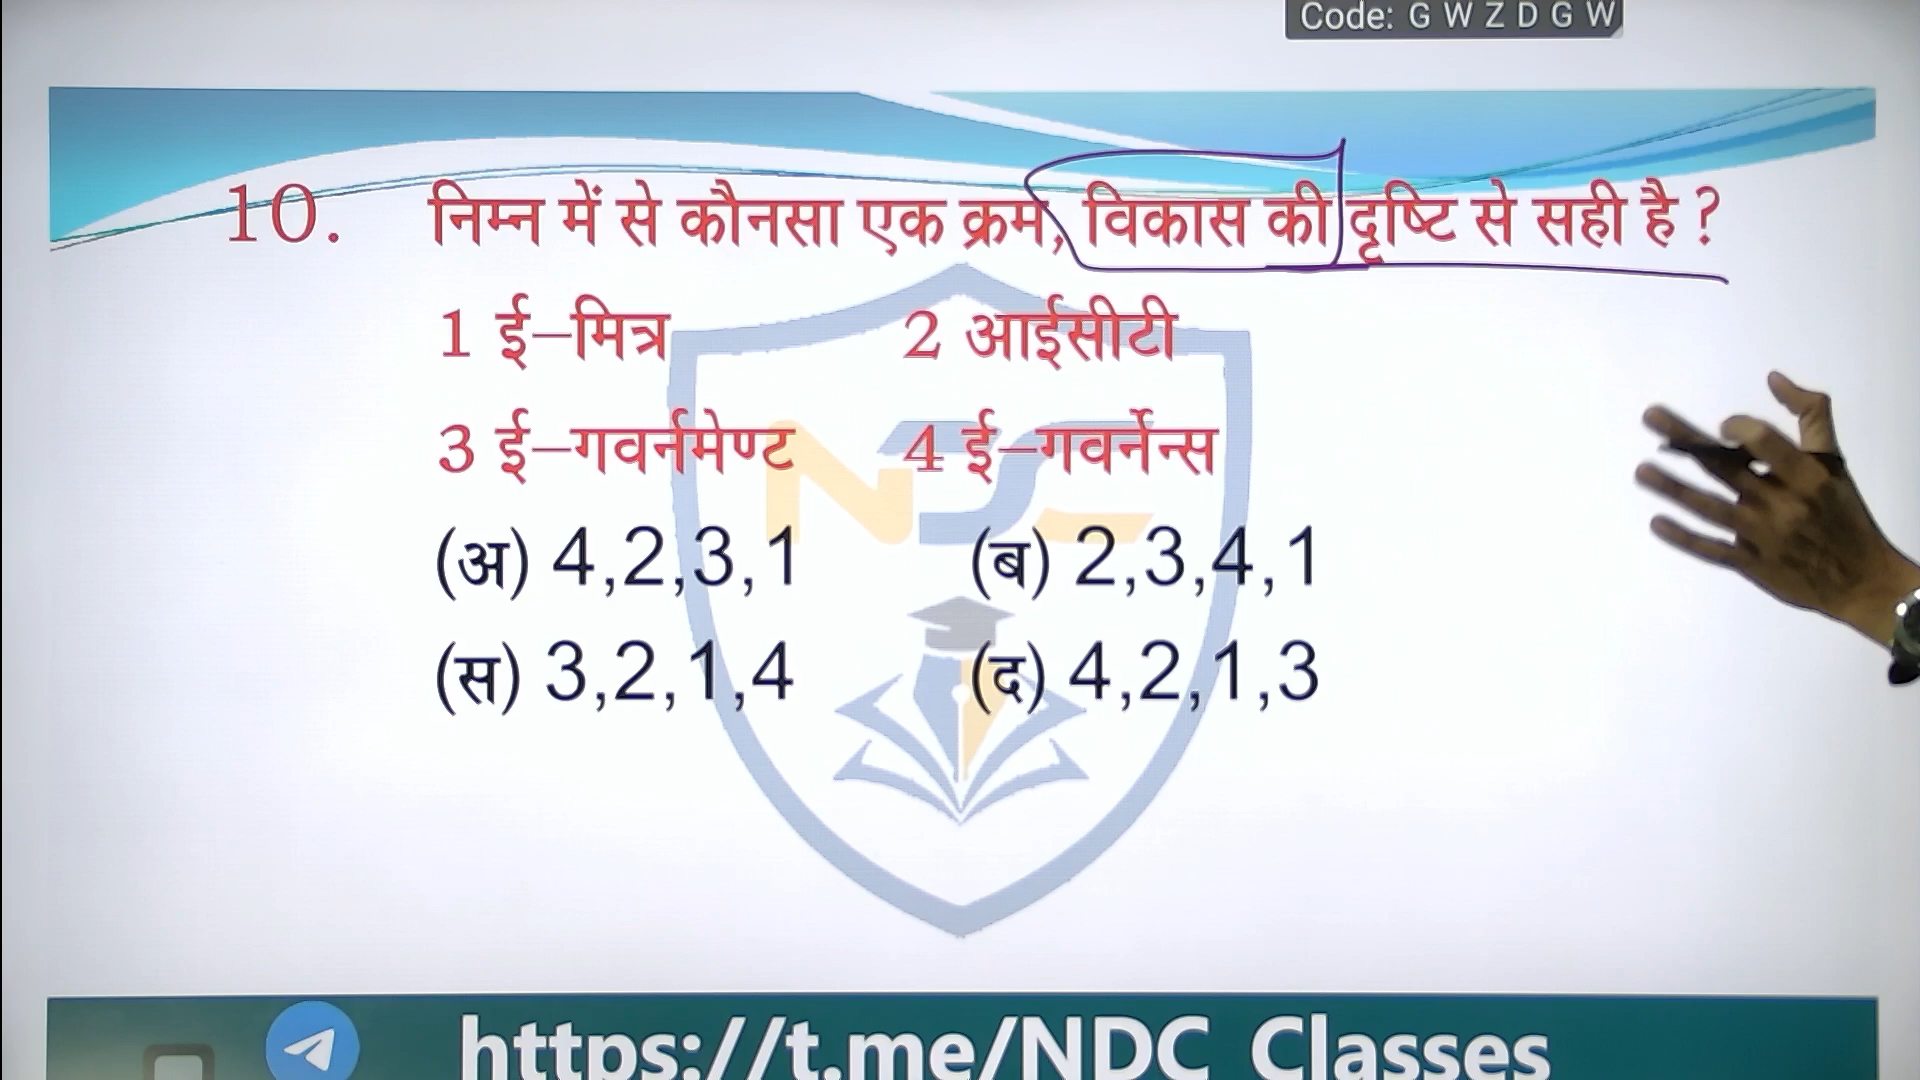 Code: G W Z D G W
10. निम्न में से कौनसा एक क्रम, विकास की दृष्टि से सही है ?
1 ई–मित्र 2 आईसीटी
3 ई–गवर्नमेण्ट 4 ई–गवर्नेन्स
NDC
(अ) 4,2,3,1 (ब) 2,3,4,1
(स) 3,2,1,4 (द) 4,2,1,3
https://t.me/NDC_Classes